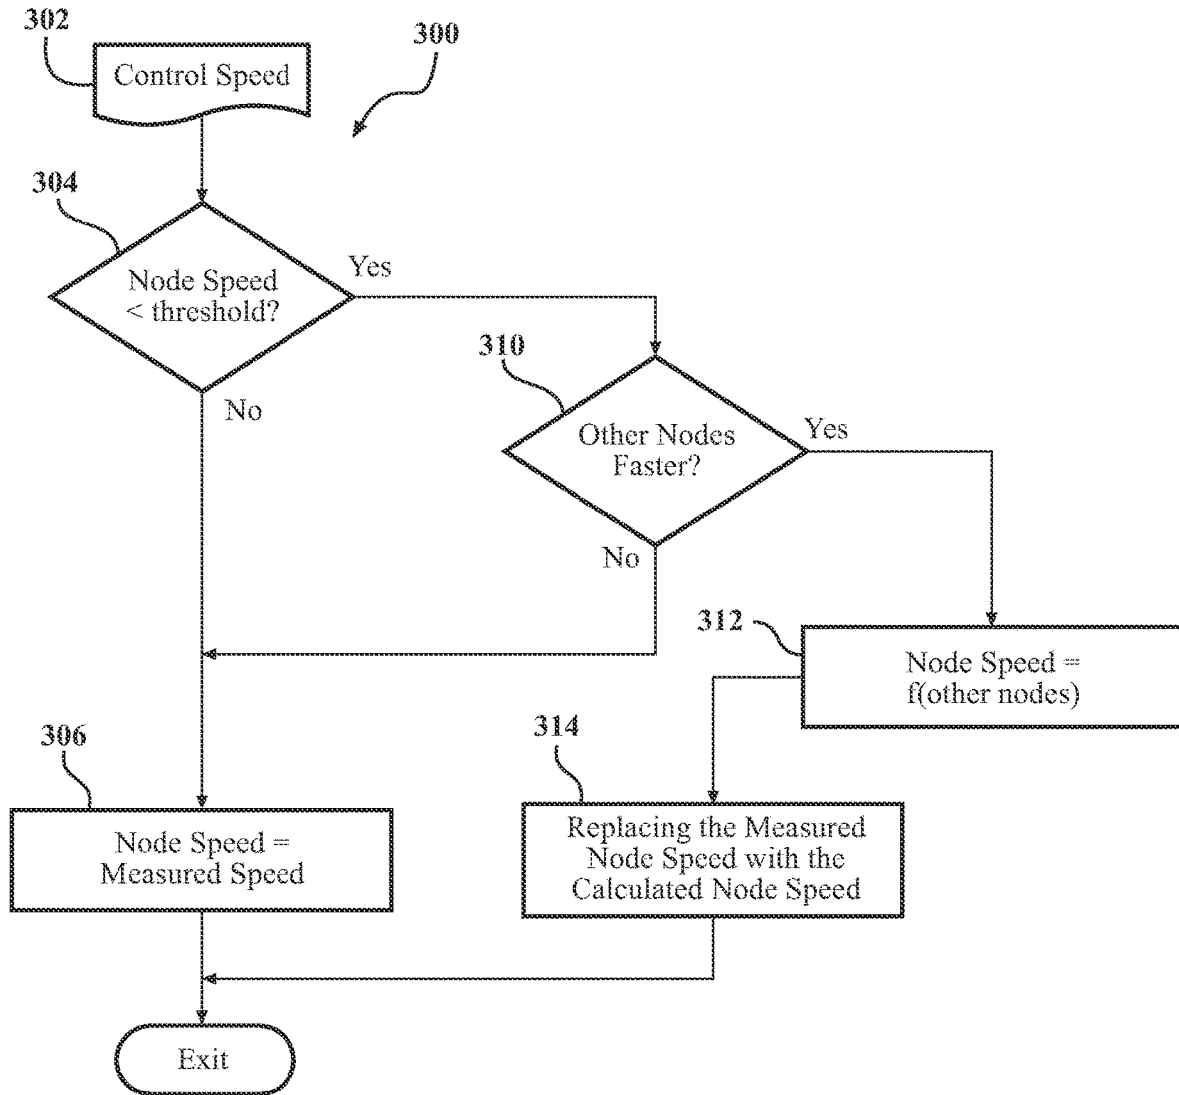 302
Control Speed
300
304
Node Speed
< threshold?
Yes
No
310
Other Nodes
Faster?
Yes
No
312
Node Speed =
f(other nodes)
306
Node Speed =
Measured Speed
314
Replacing the Measured
Node Speed with the
Calculated Node Speed
Exit